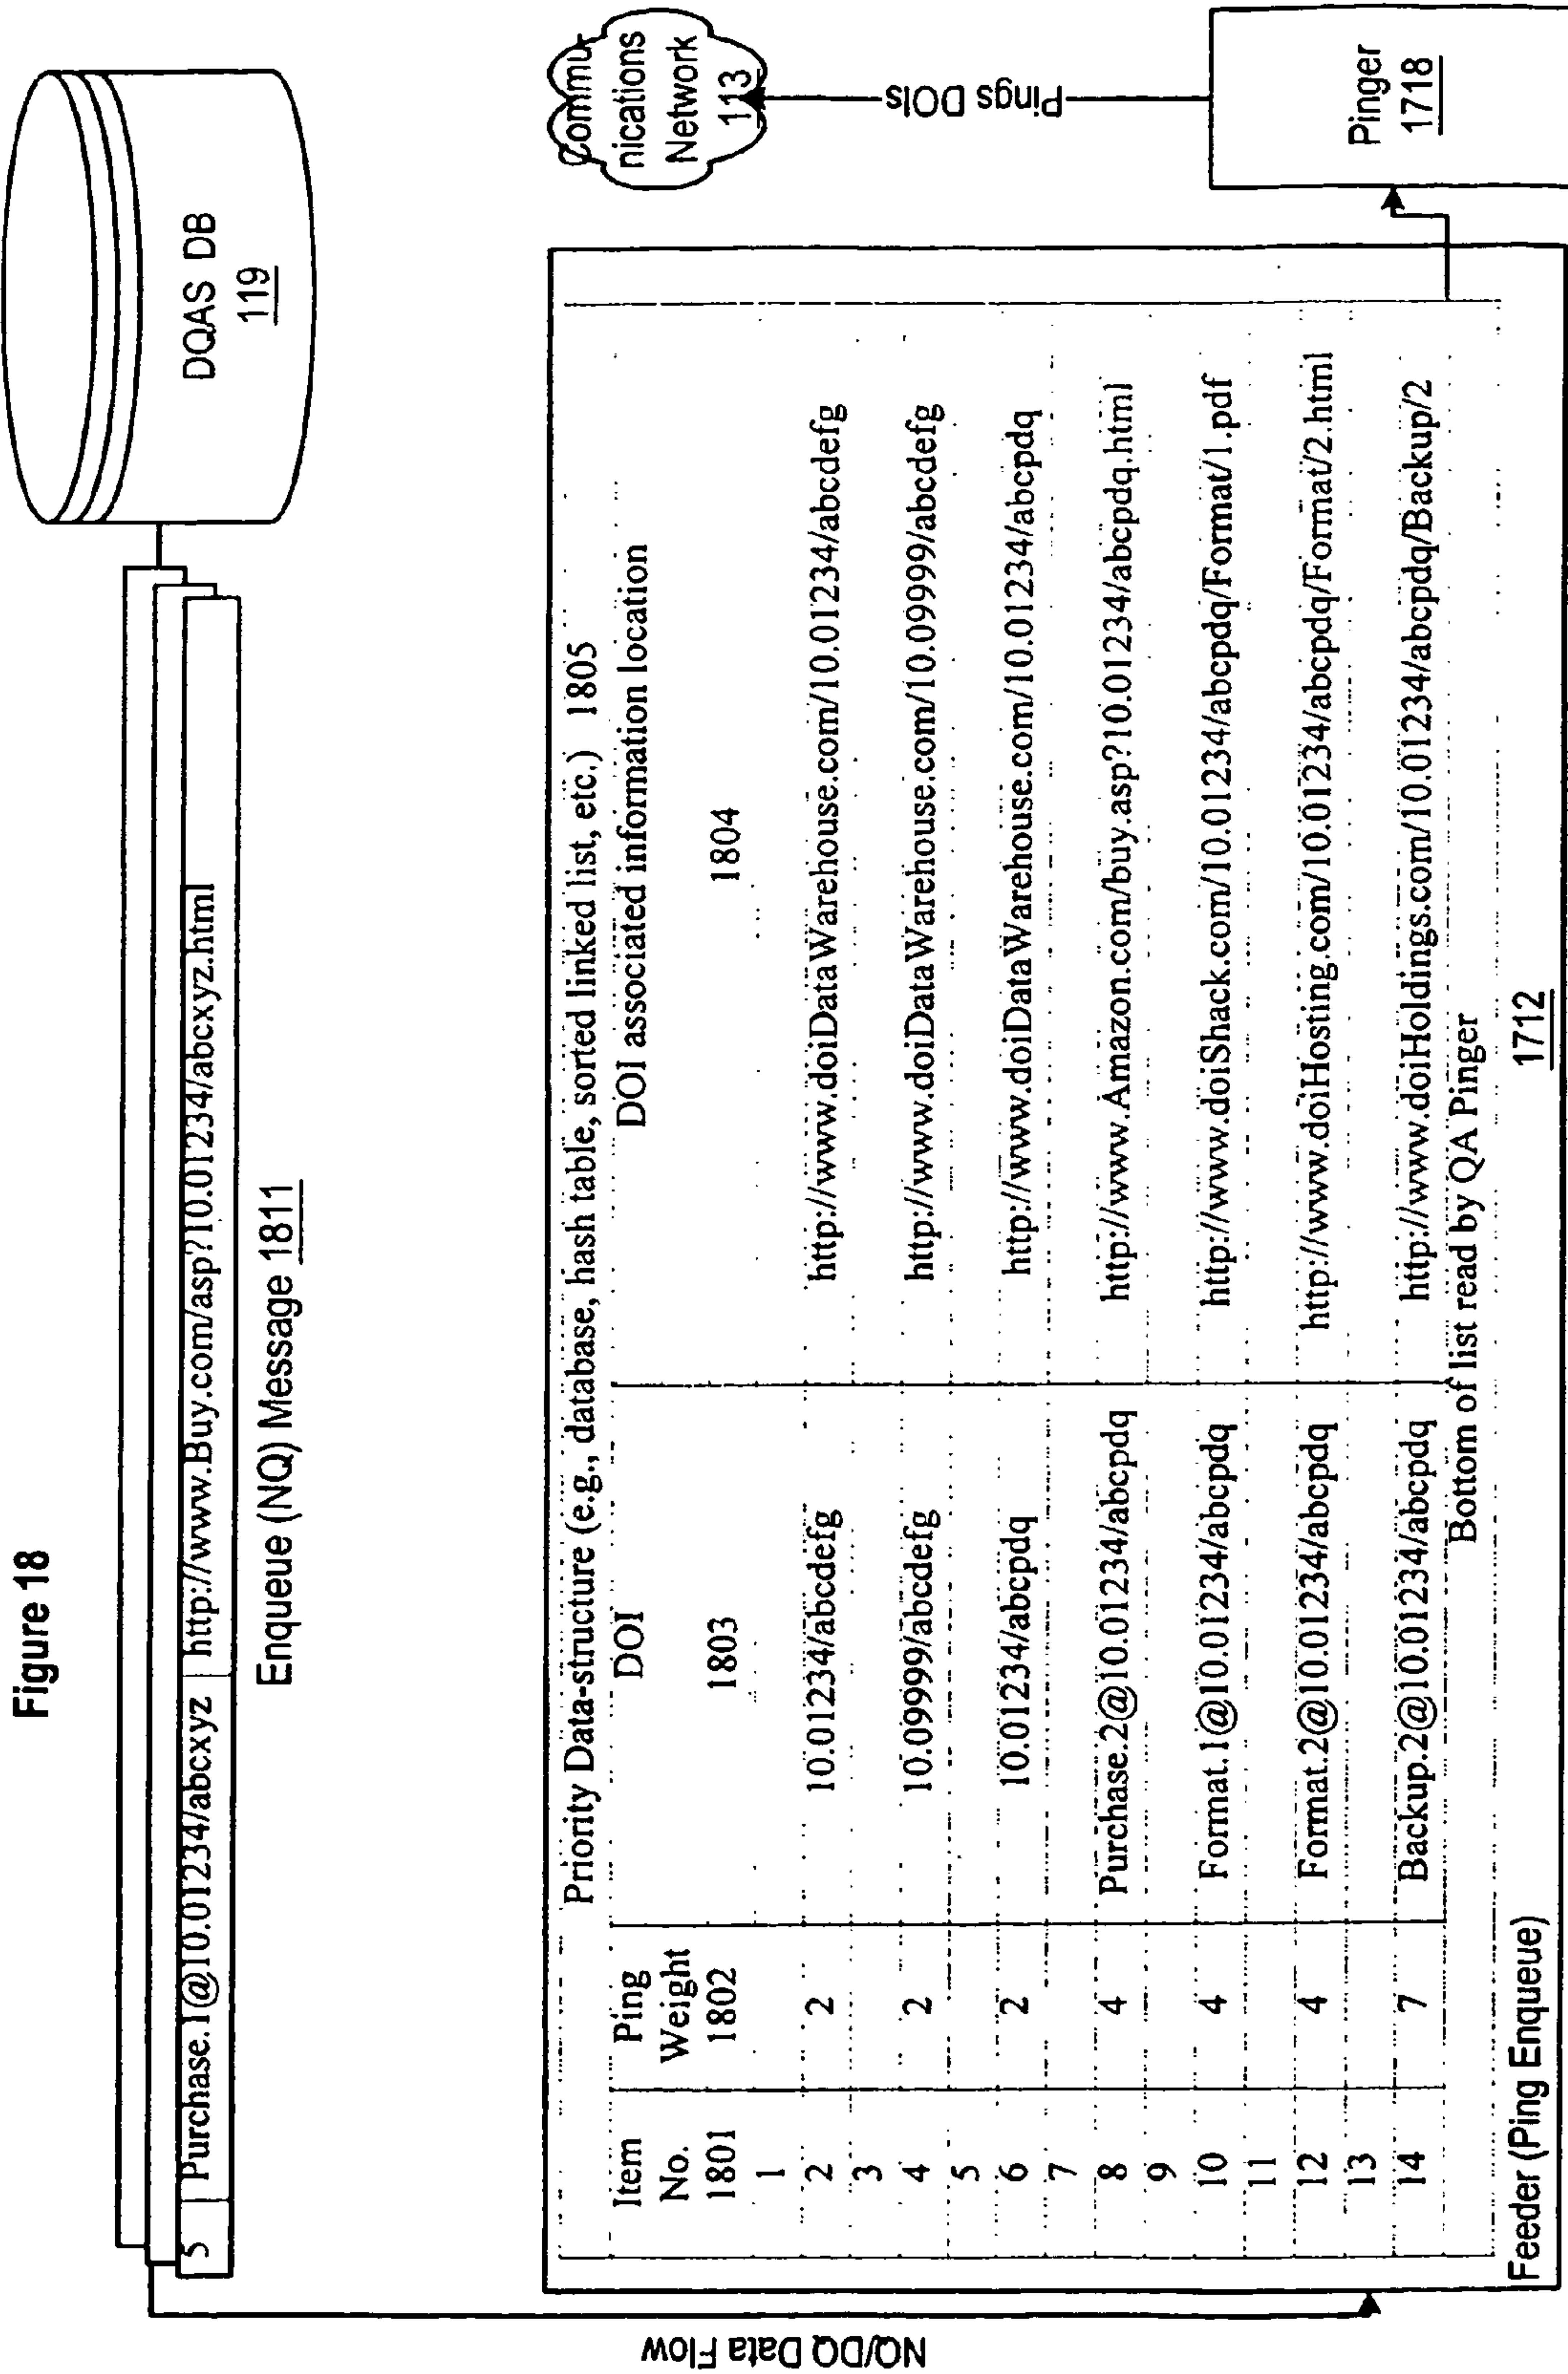 Figure 18
DQAS DB
119
5 Purchase.1@10.01234/abcxyz http://www.Buy.com/asp?10.01234/abcxyz.html
Enqueue (NQ) Message 1811
NQ/DQ Data Flow
Priority Data-structure (e.g., database, hash table, sorted linked list, etc.) 1805
Item No. 1801 Ping Weight 1802 DOI 1803 DOI associated information location 1804
1
2 2 10.01234/abcdefg http://www.doiDataWarehouse.com/10.01234/abcdefg
3
4 2 10.09999/abcdefg http://www.doiDataWarehouse.com/10.09999/abcdefg
5
6 2 10.01234/abcpdq http://www.doiDataWarehouse.com/10.01234/abcpdq
7
8 4 Purchase.2@10.01234/abcpdq http://www.Amazon.com/buy.asp?10.01234/abcpdq.html
9
10 4 Format.1@10.01234/abcpdq http://www.doiShack.com/10.01234/abcpdq/Format/1.pdf
11
12 4 Format.2@10.01234/abcpdq http://www.doiHosting.com/10.01234/abcpdq/Format/2.html
13
14 7 Backup.2@10.01234/abcpdq http://www.doiHoldings.com/10.01234/abcpdq/Backup/2
Bottom of list read by QA Pinger
Feeder (Ping Enqueue) 1712
Commu-
nications
Network
113
Pings DOIs
Pinger
1718